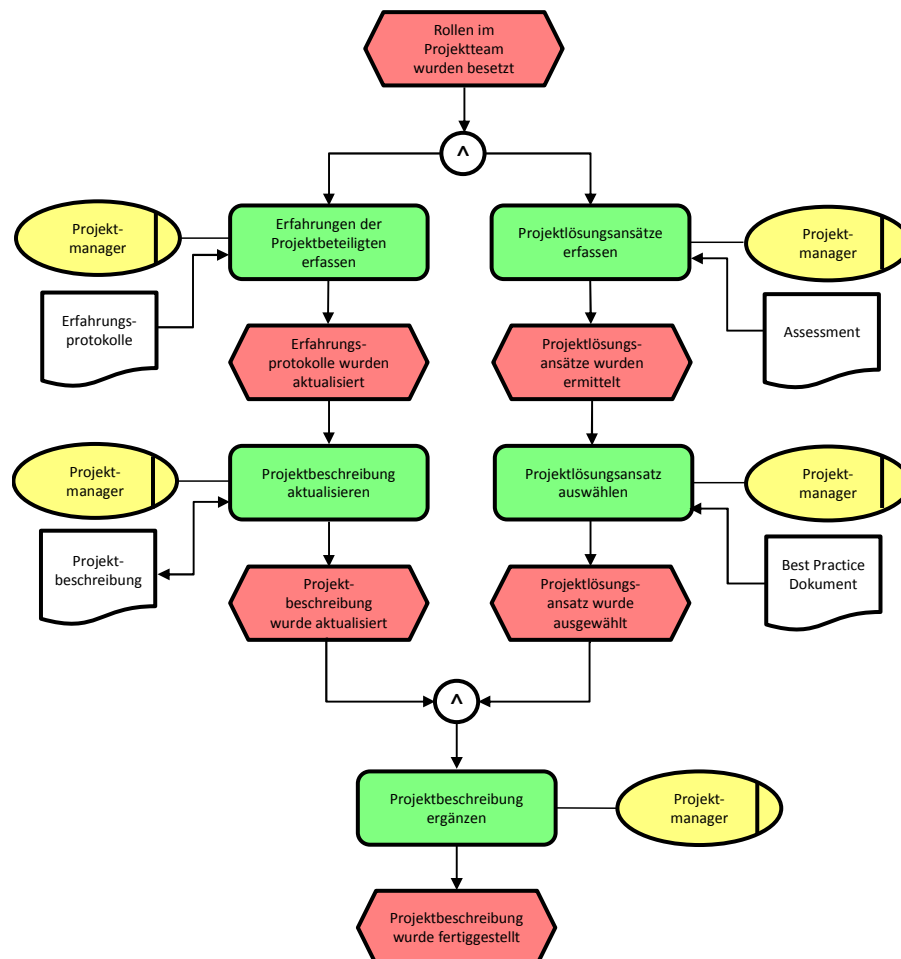 Rollen im
Projektteam
wurden besetzt
^
Projekt-
manager
Erfahrungen der
Projektbeteiligten
erfassen
Projektlösungsansätze
erfassen
Projekt-
manager
Erfahrungs-
protokolle
Assessment
Erfahrungs-
protokolle wurden
aktualisiert
Projektlösungs-
ansätze wurden
ermittelt
Projekt-
manager
Projektbeschreibung
aktualisieren
Projektlösungsansatz
auswählen
Projekt-
manager
Projekt-
beschreibung
Best Practice
Dokument
Projekt-
beschreibung
wurde aktualisiert
Projektlösungs-
ansatz wurde
ausgewählt
^
Projektbeschreibung
ergänzen
Projekt-
manager
Projektbeschreibung
wurde fertiggestellt